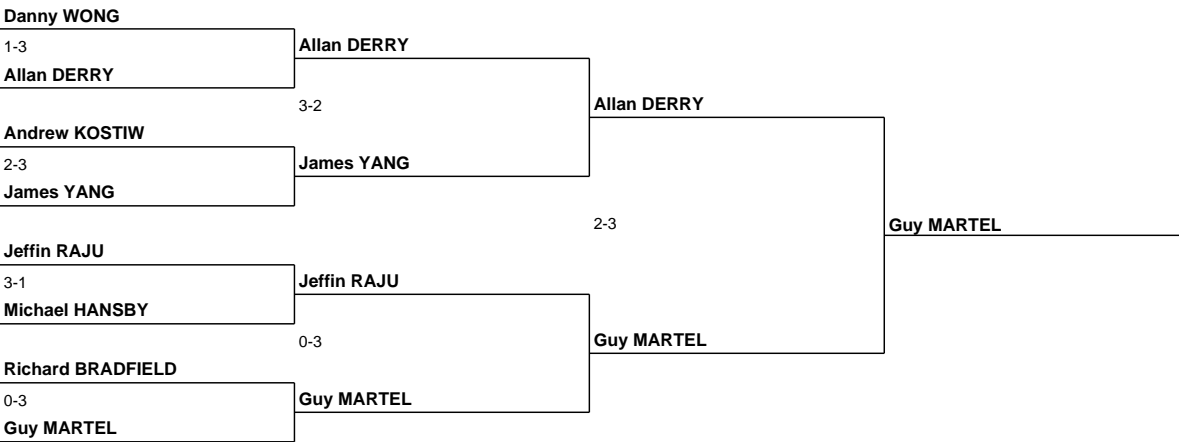 Danny WONG
1-3
Allan DERRY
Allan DERRY
3-2
Allan DERRY
Andrew KOSTIW
2-3
James YANG
James YANG
2-3
Guy MARTEL
Jeffin RAJU
3-1
Jeffin RAJU
Michael HANSBY
0-3
Guy MARTEL
Richard BRADFIELD
0-3
Guy MARTEL
Guy MARTEL